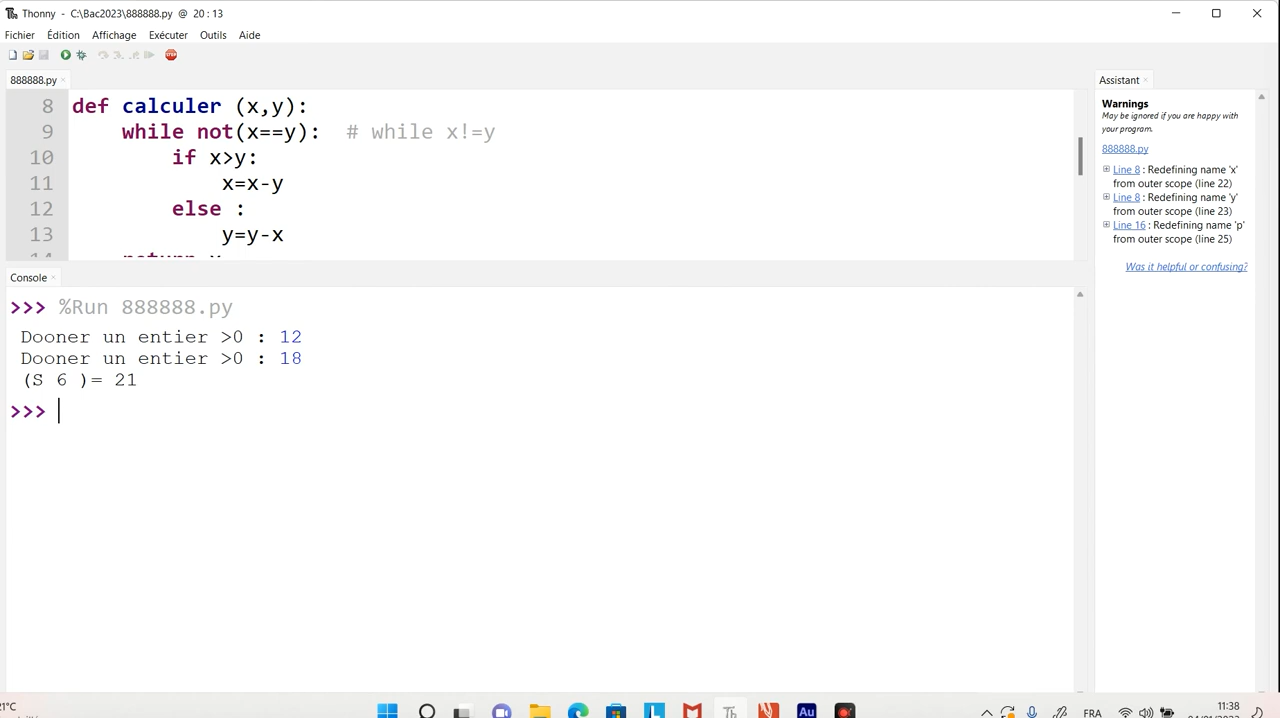 Thonny - C:\Bac2023\888888.py @ 20 : 13
Fichier Édition Affichage Exécuter Outils Aide
STOP
888888.py ×
8 def calculer (x,y):
9 while not(x==y): # while x!=y
10 if x>y:
11 x=x-y
12 else :
13 y=y-x
Console ×
>>> %Run 888888.py
Dooner un entier >0 : 12
Dooner un entier >0 : 18
(S 6 )= 21
>>>
Assistant ×
Warnings
May be ignored if you are happy with
your program.
888888.py
Line 8 : Redefining name 'x'
from outer scope (line 22)
Line 8 : Redefining name 'y'
from outer scope (line 23)
Line 16 : Redefining name 'p'
from outer scope (line 25)
Was it helpful or confusing?
Au
FRA
11:38